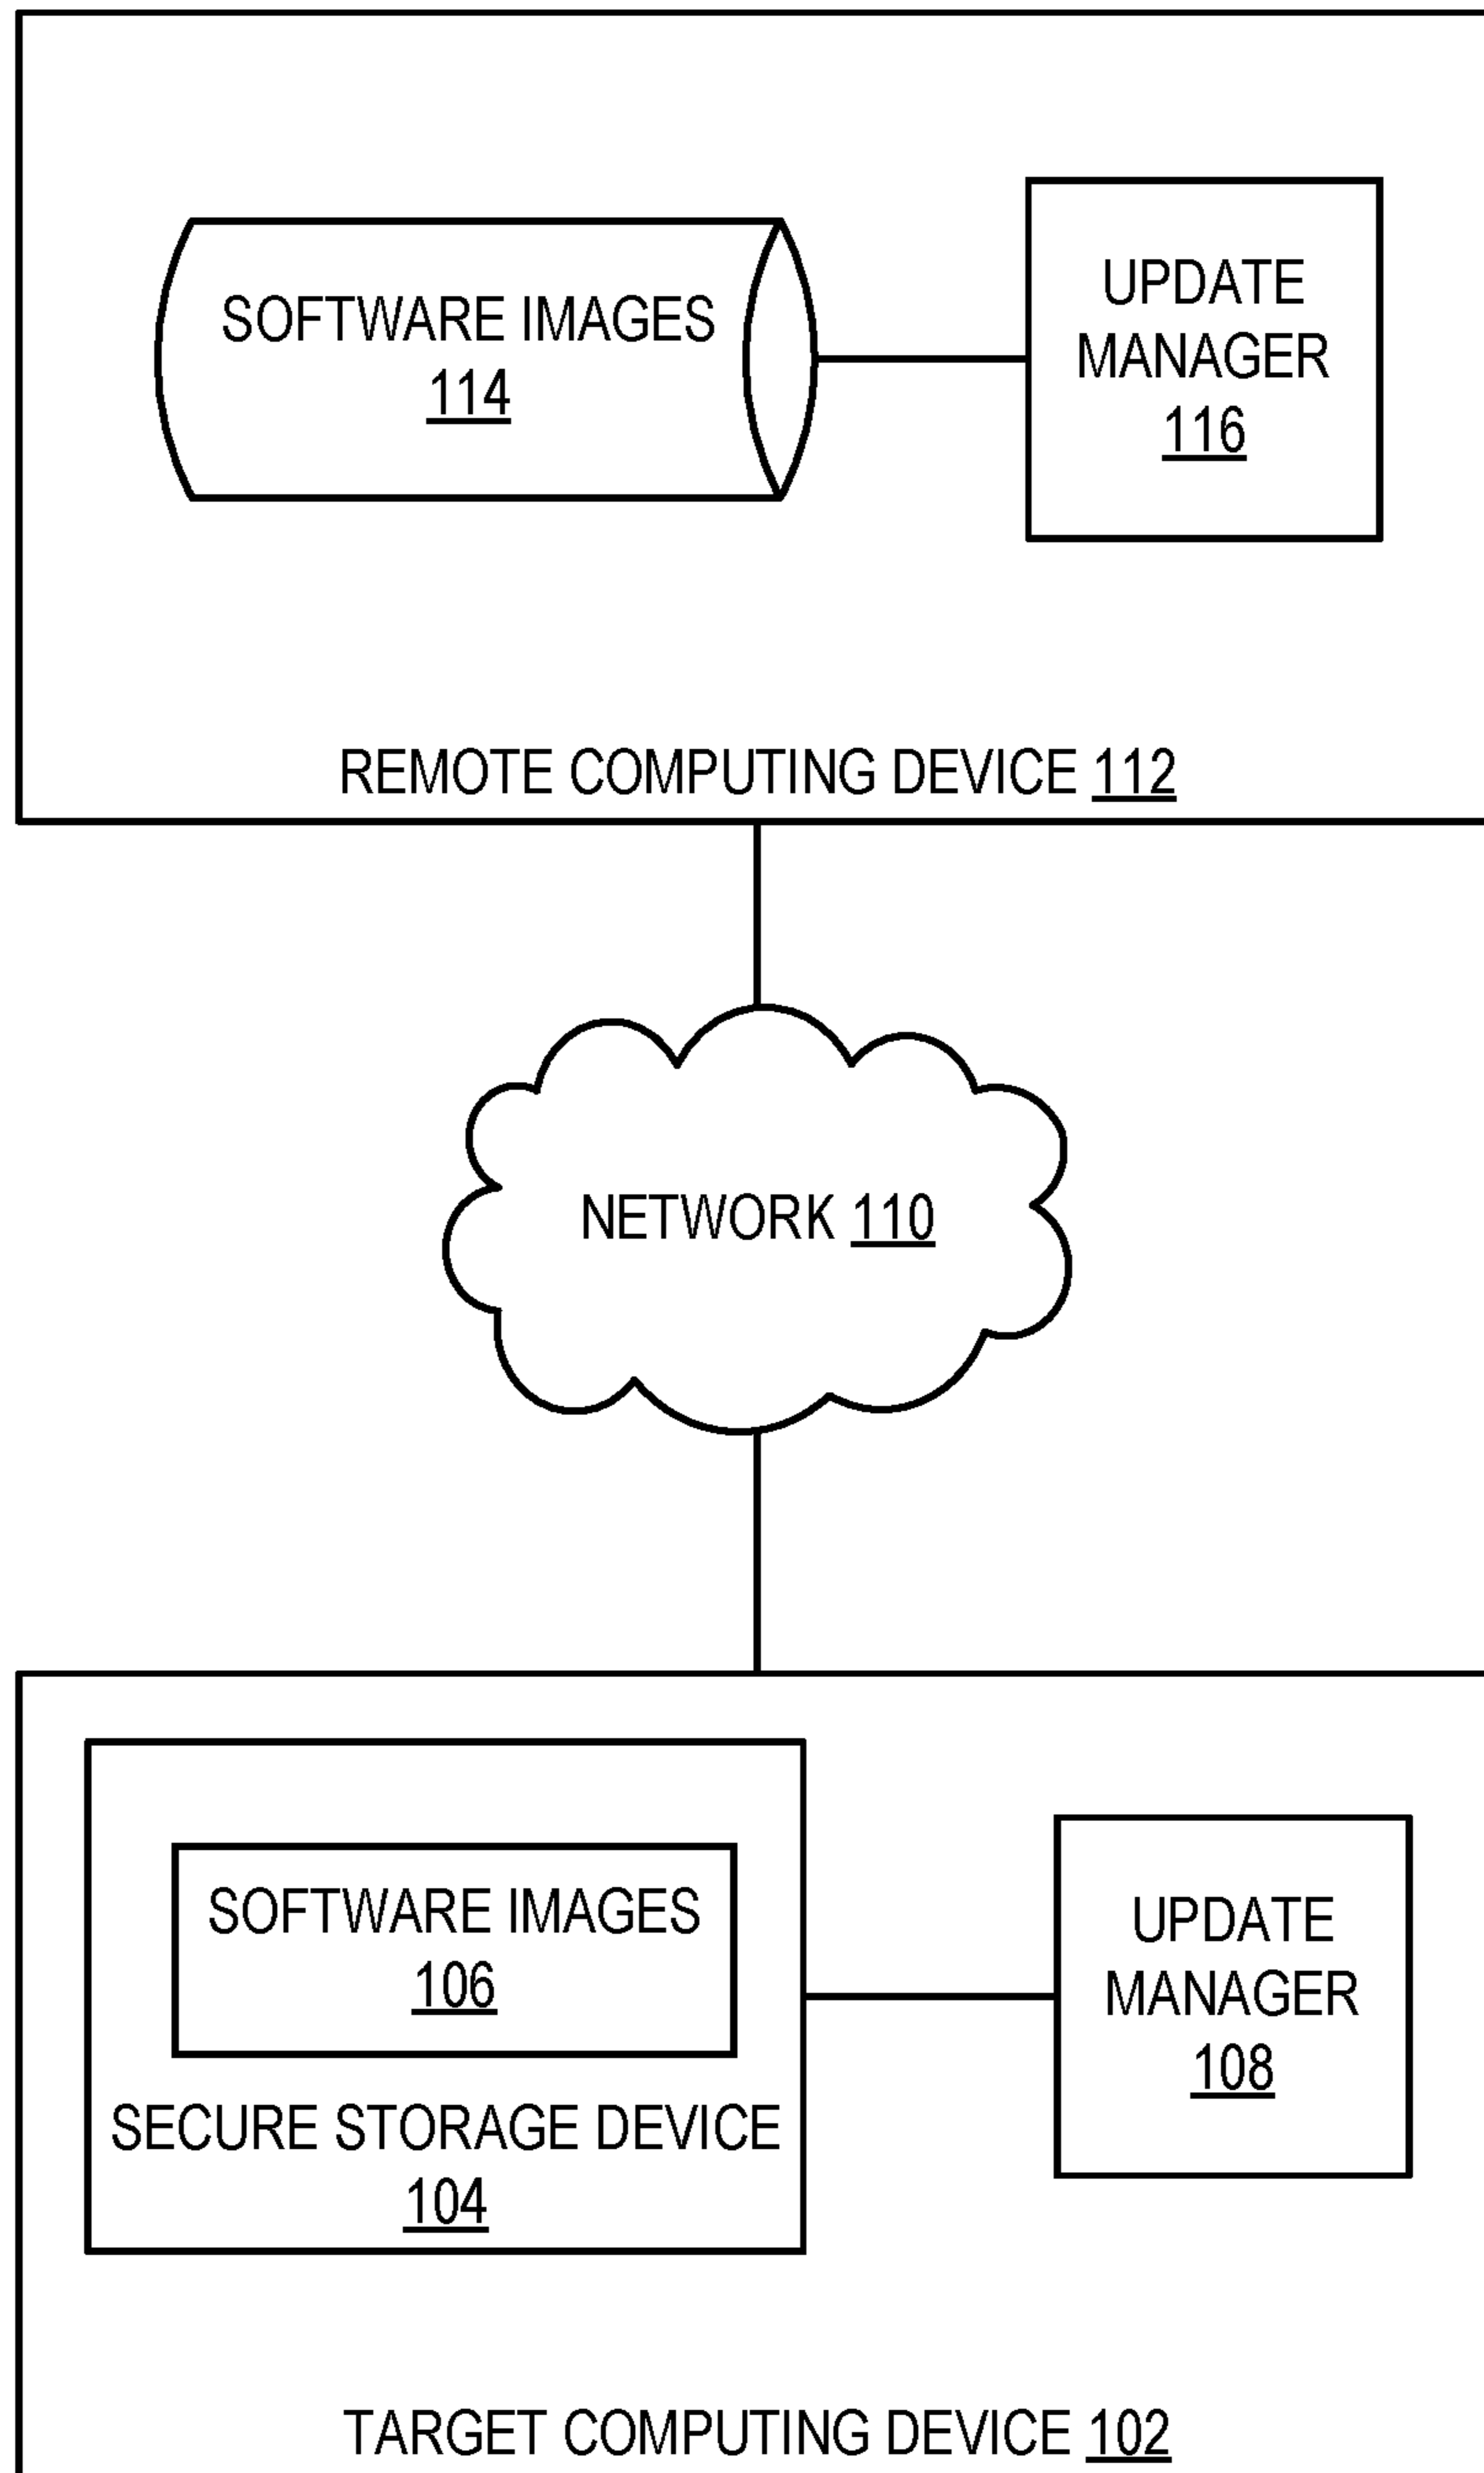 SOFTWARE IMAGES
114
UPDATE
MANAGER
116
REMOTE COMPUTING DEVICE 112
NETWORK 110
SOFTWARE IMAGES
106
SECURE STORAGE DEVICE
104
UPDATE
MANAGER
108
TARGET COMPUTING DEVICE 102